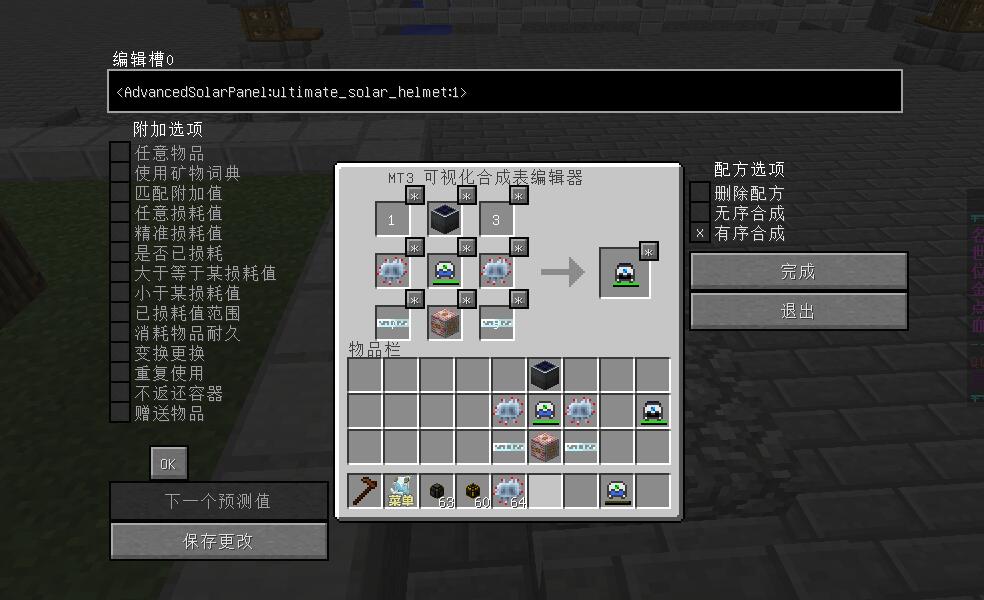 编辑槽0
<AdvancedSolarPanel:ultimate_solar_helmet:1>
附加选项
任意物品
使用矿物词典
匹配附加值
任意损耗值
精准损耗值
是否已损耗
大于等于某损耗值
小于某损耗值
已损耗值范围
消耗物品耐久
变换更换
重复使用
不返还容器
赠送物品
OK
下一个预测值
保存更改
MT3 可视化合成表编辑器
* * *
1 3
* * * *
* * *
物品栏
菜单 63 60 64
配方选项
删除配方
无序合成
x 有序合成
完成
退出